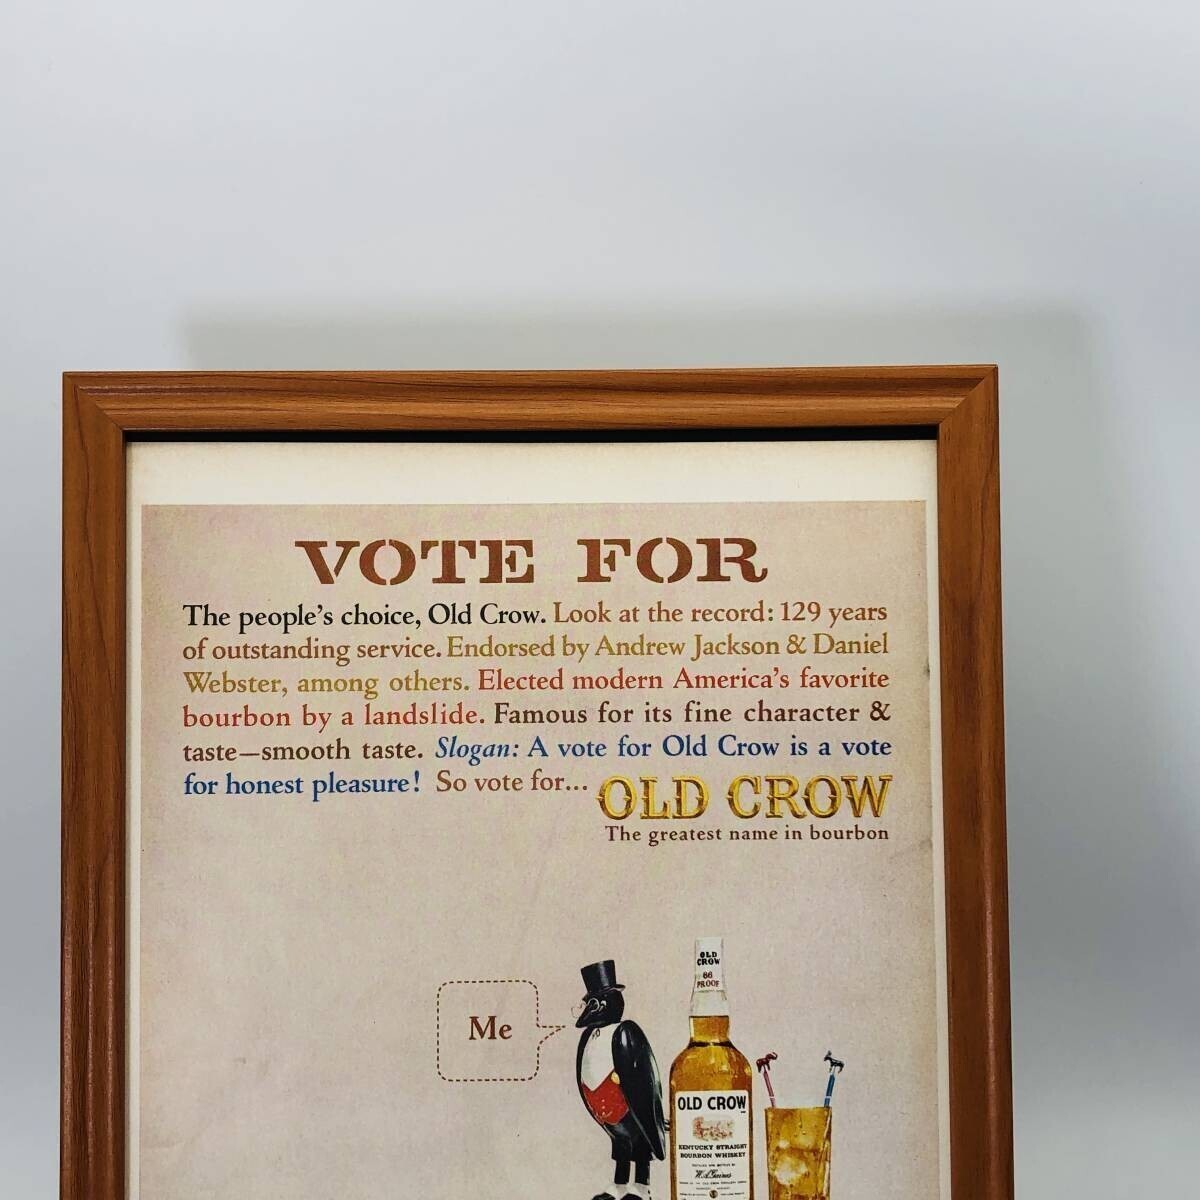 VOTE FOR
The people's choice, Old Crow. Look at the record: 129 years
of outstanding service. Endorsed by Andrew Jackson & Daniel
Webster, among others. Elected modern America's favorite
bourbon by a landslide. Famous for its fine character &
taste—smooth taste. Slogan: A vote for Old Crow is a vote
for honest pleasure! So vote for...
OLD CROW
The greatest name in bourbon
Me
OLD
CROW
86
PROOF
OLD CROW
KENTUCKY STRAIGHT
BOURBON WHISKEY